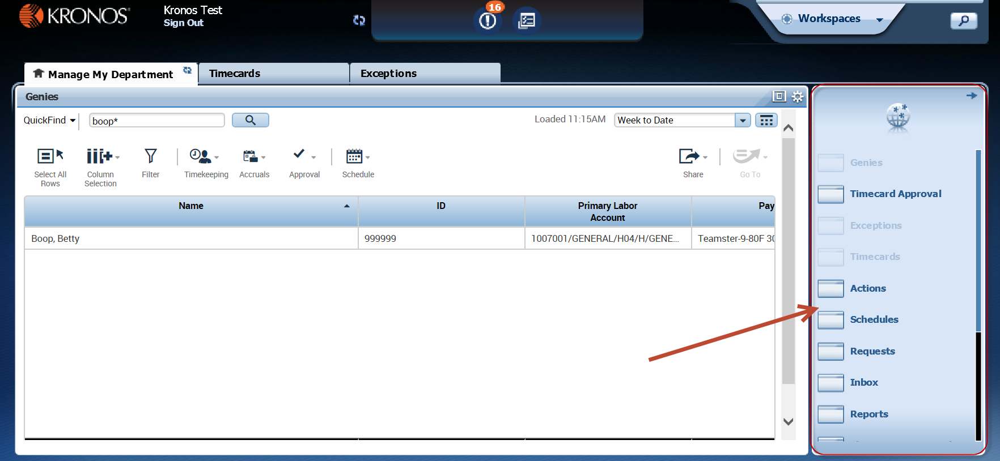 KRONOS
Kronos Test
Sign Out
16
Workspaces
Manage My Department
Timecards
Exceptions
Genies
QuickFind
boop*
Loaded 11:15AM
Week to Date
Select All
Rows
Column
Selection
Filter
Timekeeping
Accruals
Approval
Schedule
Share
Go To
Name
ID
Primary Labor
Account
Pay
Boop, Betty
999999
1007001/GENERAL/H04/H/GENE...
Teamster-9-80F 30
Genies
Timecard Approval
Exceptions
Timecards
Actions
Schedules
Requests
Inbox
Reports